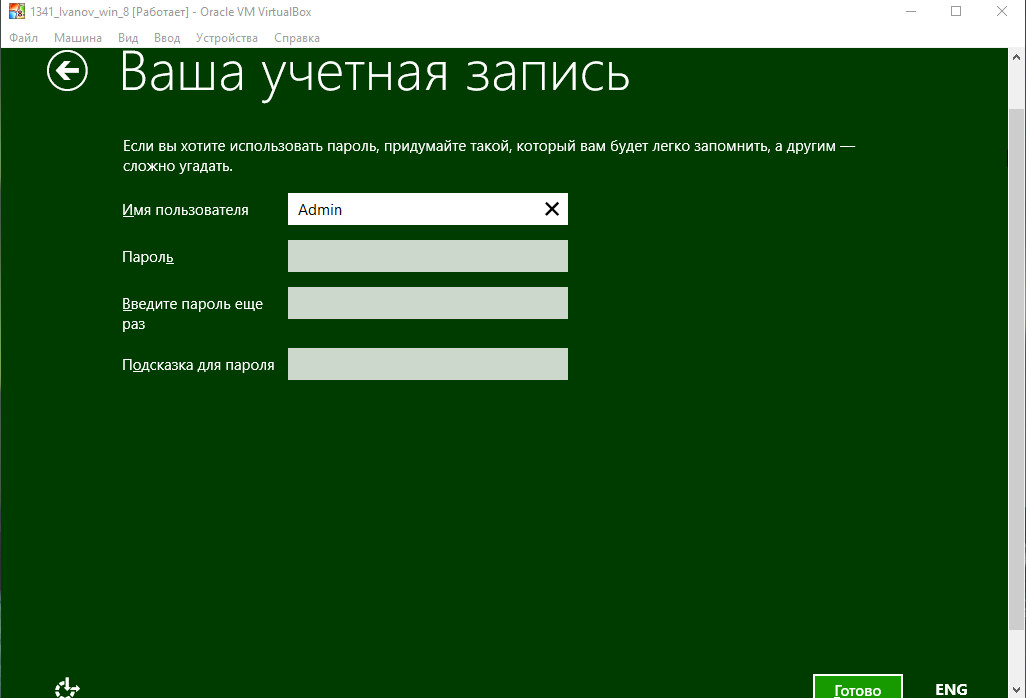 1341_Ivanov_win_8 [Работает] - Oracle VM VirtualBox
Файл Машина Вид Ввод Устройства Справка
Ваша учетная запись
Если вы хотите использовать пароль, придумайте такой, который вам будет легко запомнить, а другим —
сложно угадать.
Имя пользователя Admin
Пароль
Введите пароль еще
раз
Подсказка для пароля
Готово ENG